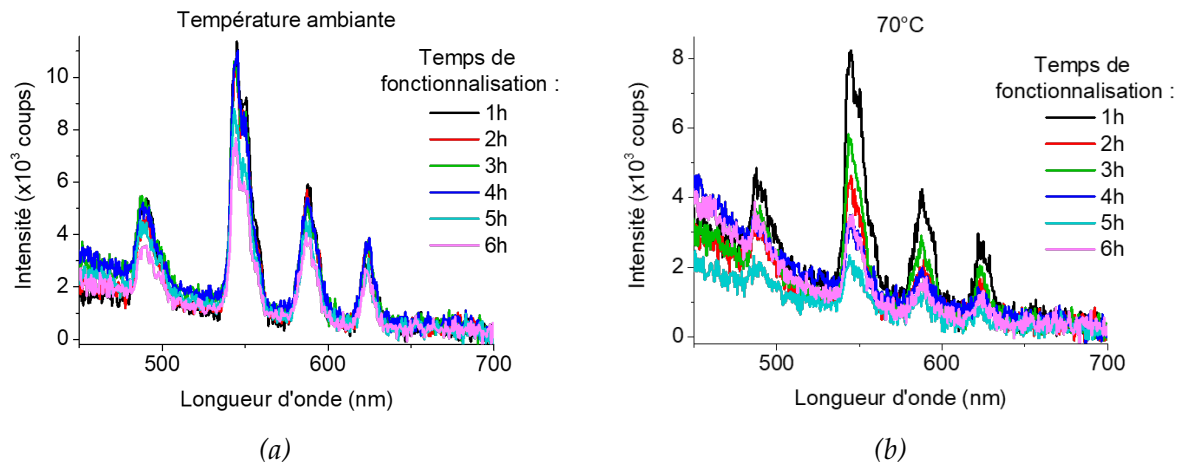 Température ambiante
Intensité (x10³ coups)
10
8
6
4
2
0
500
600
700
Longueur d'onde (nm)
Temps de
fonctionnalisation :
1h
2h
3h
4h
5h
6h
(a)
70°C
Intensité (x10³ coups)
8
6
4
2
0
500
600
700
Longueur d'onde (nm)
Temps de
fonctionnalisation :
1h
2h
3h
4h
5h
6h
(b)